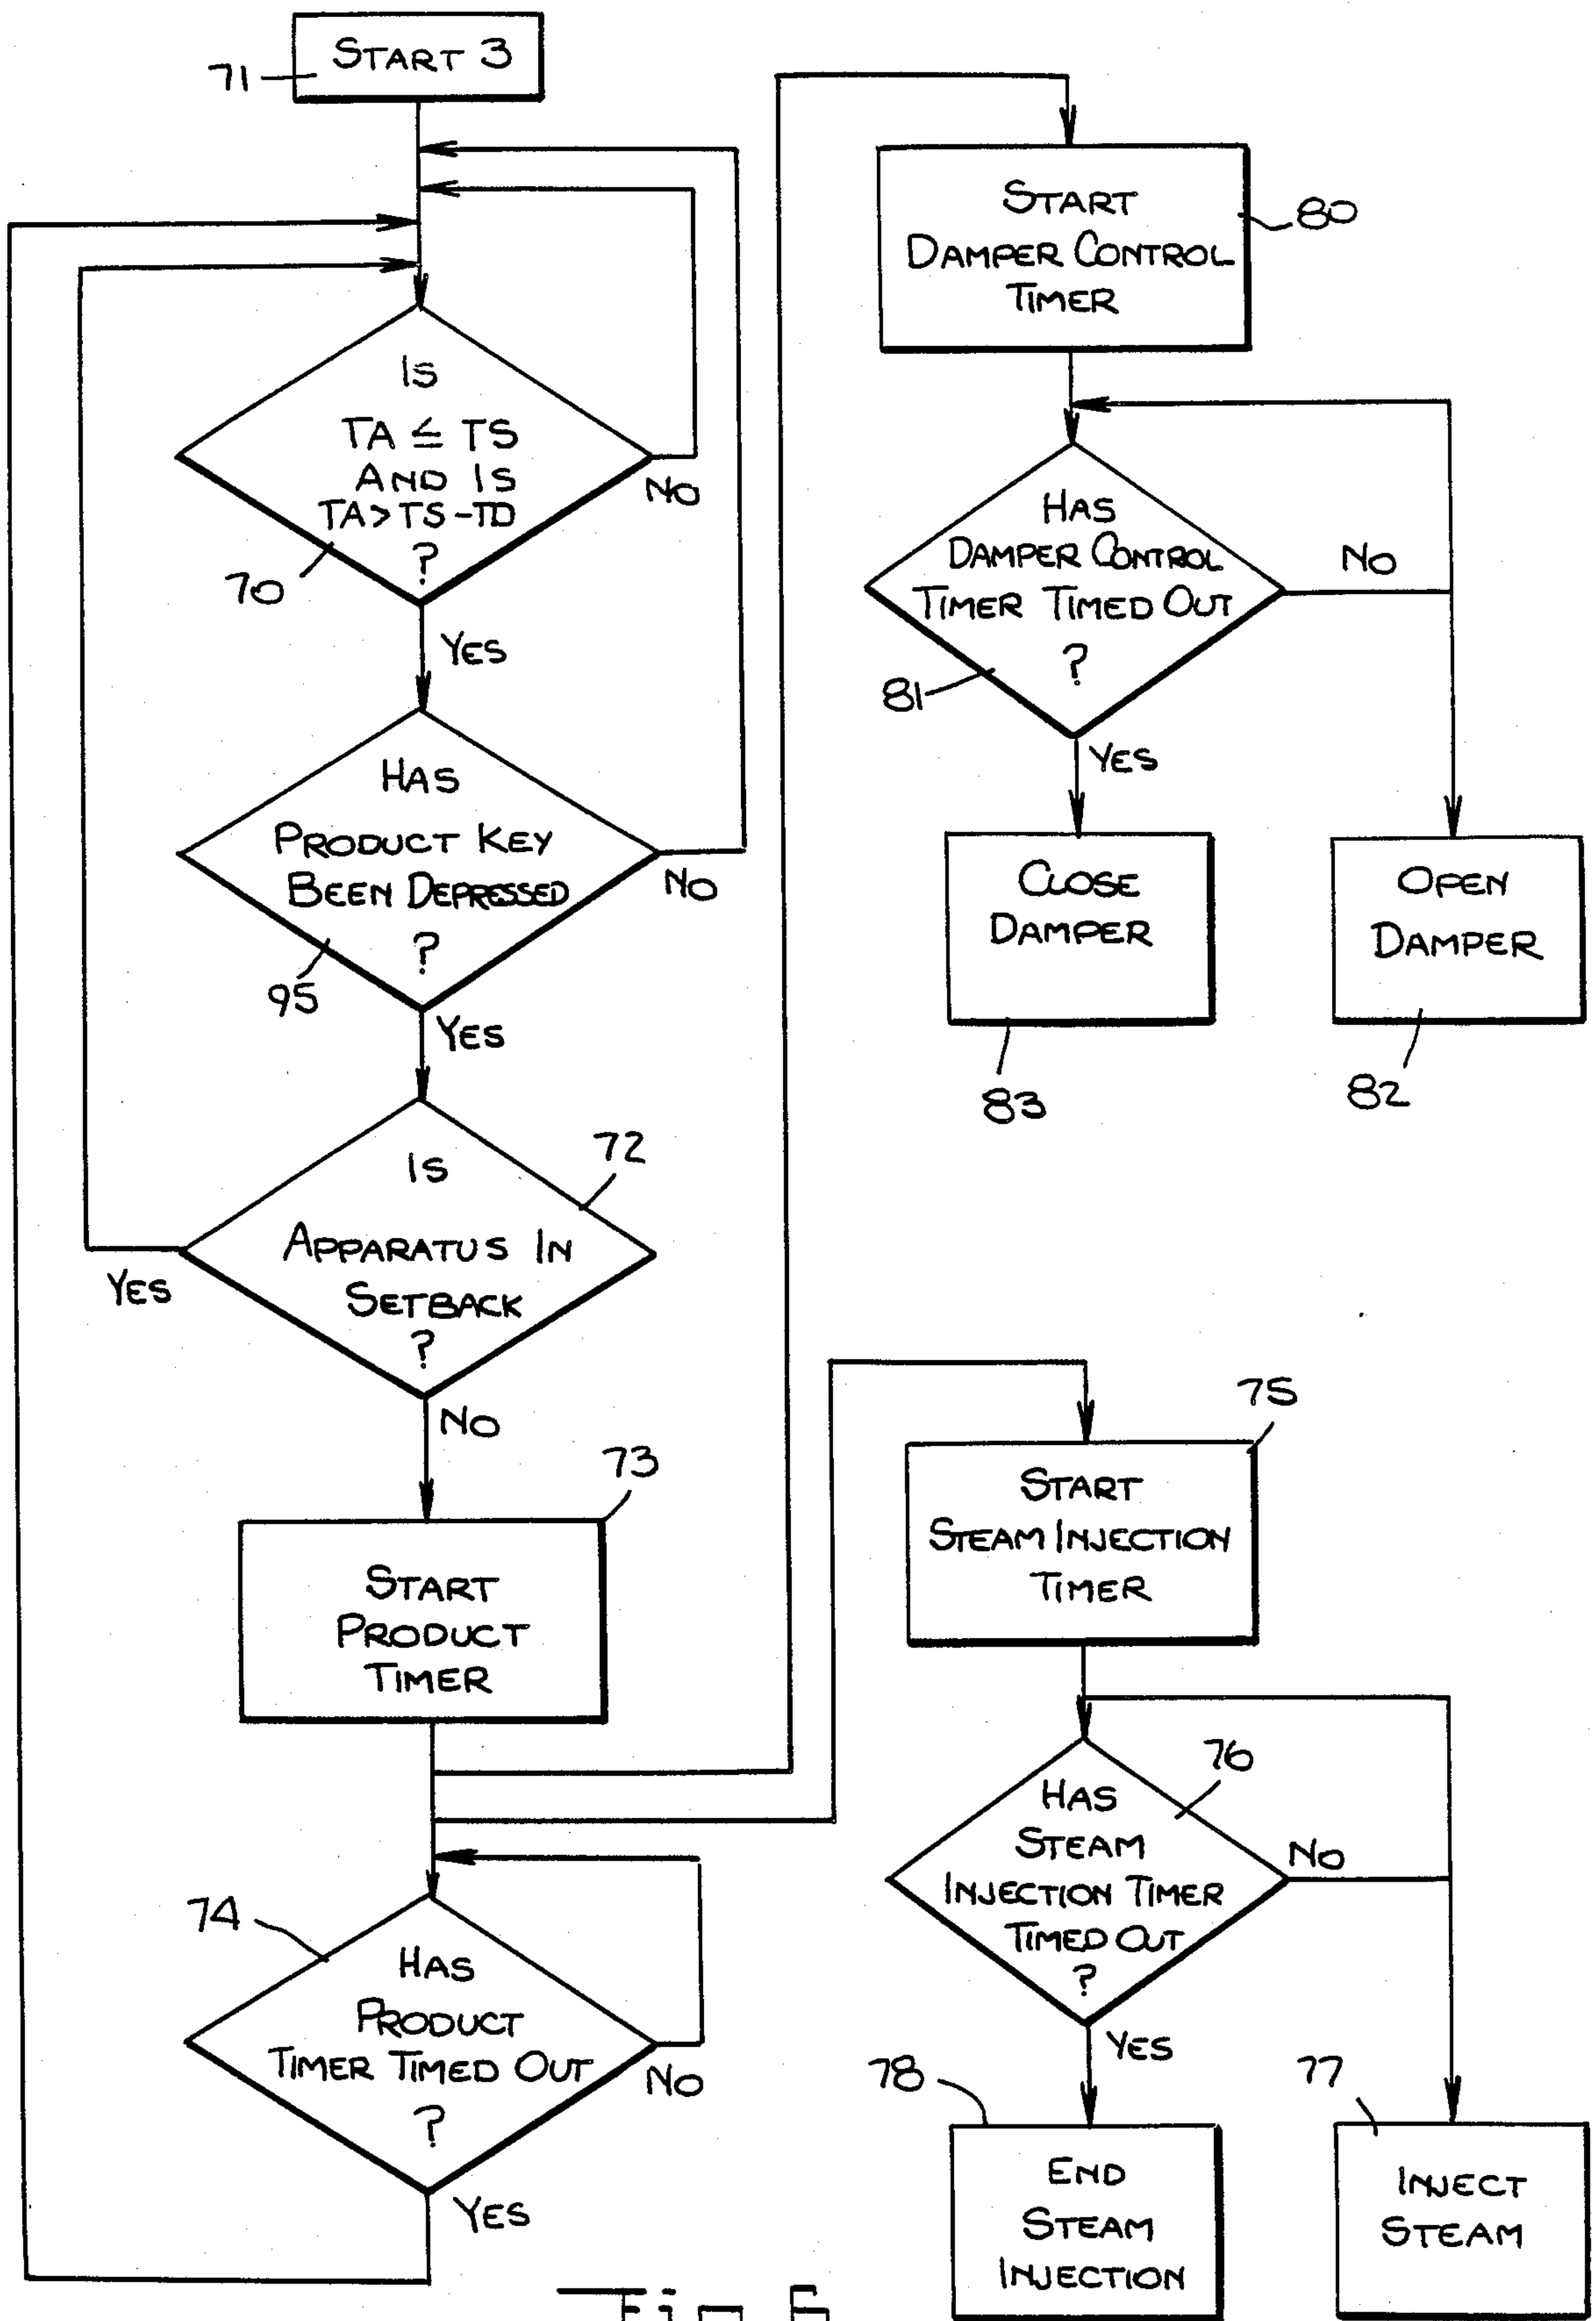 START 3
71
IS
TA ≤ TS
AND IS
TA > TS - TD
?
70
NO
YES
HAS
PRODUCT KEY
BEEN DEPRESSED
?
95
NO
YES
IS
APPARATUS IN
SETBACK
?
72
YES
NO
73
START
PRODUCT
TIMER
74
HAS
PRODUCT
TIMER TIMED OUT
?
NO
YES
START
DAMPER CONTROL
TIMER
80
HAS
DAMPER CONTROL
TIMER TIMED OUT
?
81
NO
YES
CLOSE
DAMPER
83
OPEN
DAMPER
82
75
START
STEAM INJECTION
TIMER
76
HAS
STEAM
INJECTION TIMER
TIMED OUT
?
NO
YES
78
END
STEAM
INJECTION
77
INJECT
STEAM